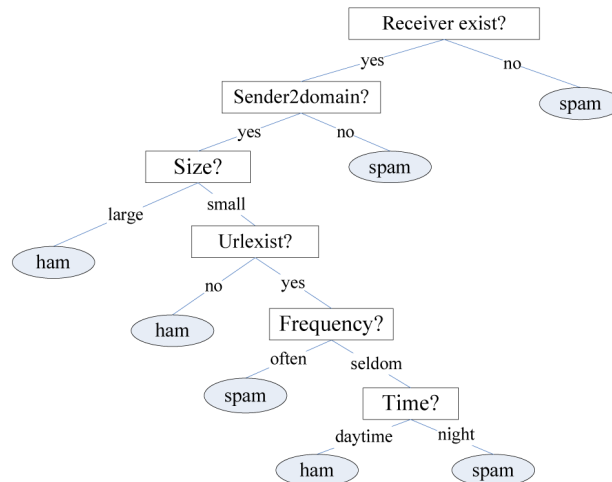 Receiver exist?
yes
no
Sender2domain?
spam
yes
no
Size?
spam
large
small
ham
Urlexist?
no
yes
ham
Frequency?
often
seldom
spam
Time?
daytime
night
ham
spam